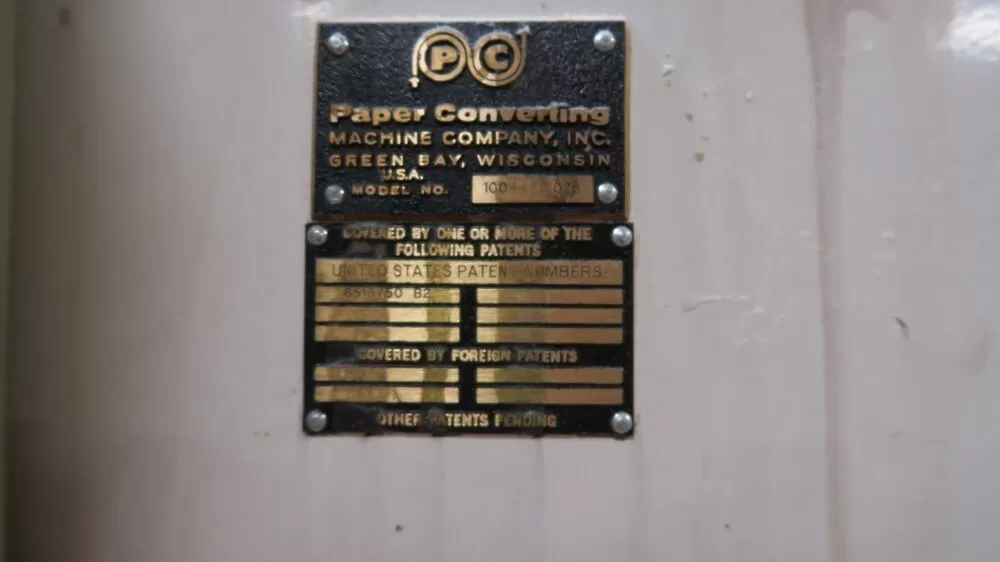 PC
Paper Converting
MACHINE COMPANY, INC.
GREEN BAY, WISCONSIN
U.S.A.
MODEL NO.
COVERED BY ONE OR MORE OF THE
FOLLOWING PATENTS
UNITED STATES PATENT NUMBERS
B2
COVERED BY FOREIGN PATENTS
OTHER PATENTS PENDING